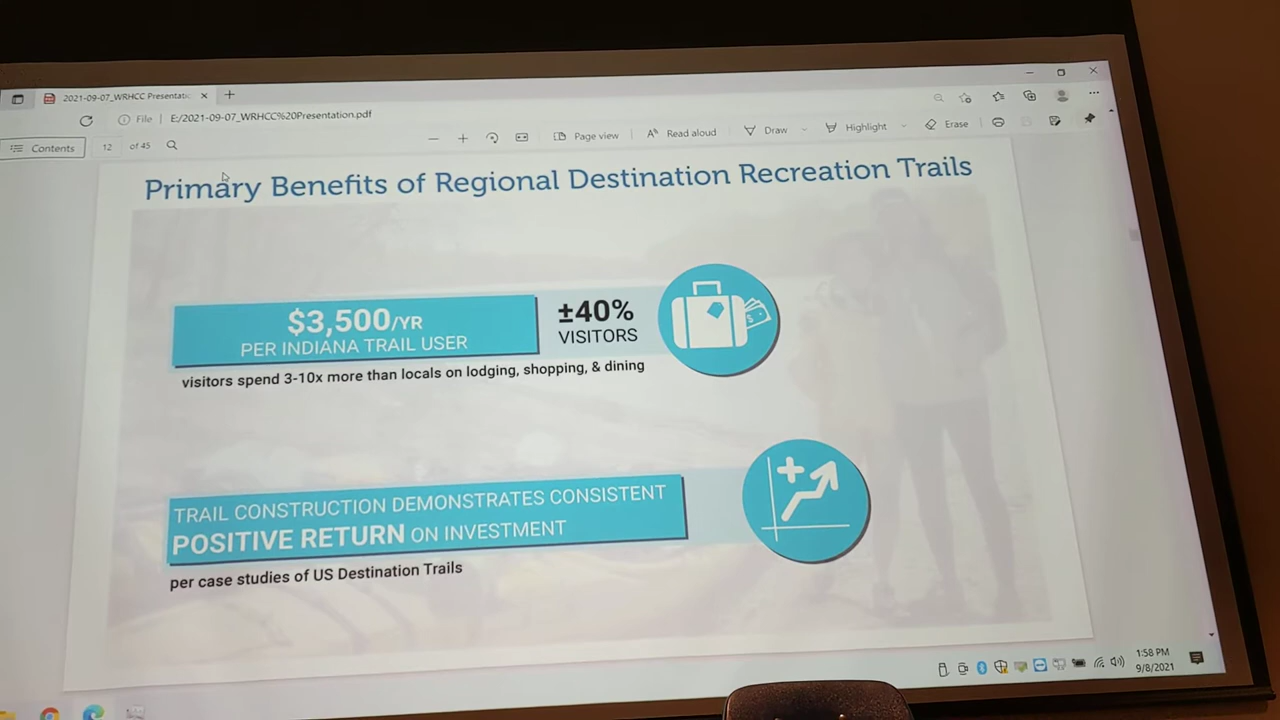 2021-09-07_WRHCC Presentatic
File
E:/2021-09-07_WRHCC%20Presentation.pdf
Contents
12
of 45
Page view
Read aloud
Draw
Highlight
Erase
Primary Benefits of Regional Destination Recreation Trails
$3,500/YR
PER INDIANA TRAIL USER
±40%
VISITORS
visitors spend 3-10x more than locals on lodging, shopping, & dining
TRAIL CONSTRUCTION DEMONSTRATES CONSISTENT
POSITIVE RETURN ON INVESTMENT
per case studies of US Destination Trails
1:58 PM
9/8/2021